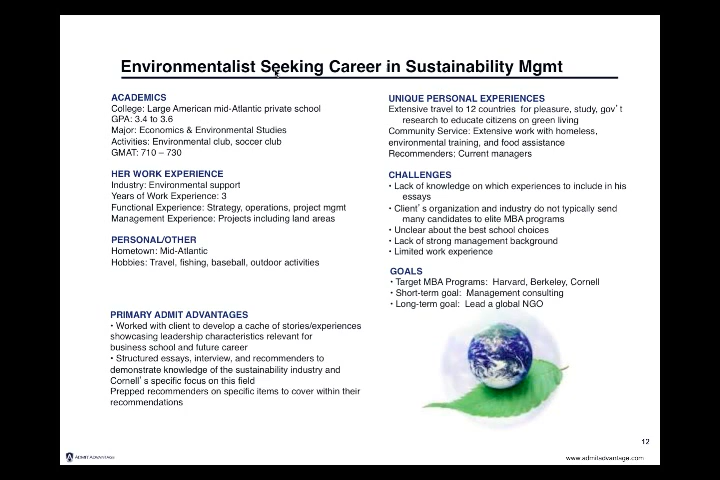 Environmentalist Seeking Career in Sustainability Mgmt
ACADEMICS
College: Large American mid-Atlantic private school
GPA: 3.4 to 3.6
Major: Economics & Environmental Studies
Activities: Environmental club, soccer club
GMAT: 710 – 730
HER WORK EXPERIENCE
Industry: Environmental support
Years of Work Experience: 3
Functional Experience: Strategy, operations, project mgmt
Management Experience: Projects including land areas
PERSONAL/OTHER
Hometown: Mid-Atlantic
Hobbies: Travel, fishing, baseball, outdoor activities
PRIMARY ADMIT ADVANTAGES
• Worked with client to develop a cache of stories/experiences
showcasing leadership characteristics relevant for
business school and future career
• Structured essays, interview, and recommenders to
demonstrate knowledge of the sustainability industry and
Cornell's specific focus on this field
Prepped recommenders on specific items to cover within their
recommendations
UNIQUE PERSONAL EXPERIENCES
Extensive travel to 12 countries for pleasure, study, gov't
research to educate citizens on green living
Community Service: Extensive work with homeless,
environmental training, and food assistance
Recommenders: Current managers
CHALLENGES
• Lack of knowledge on which experiences to include in his
essays
• Client's organization and industry do not typically send
many candidates to elite MBA programs
• Unclear about the best school choices
• Lack of strong management background
• Limited work experience
GOALS
• Target MBA Programs: Harvard, Berkeley, Cornell
• Short-term goal: Management consulting
• Long-term goal: Lead a global NGO
12
ADMIT ADVANTAGE
www.admitadvantage.com